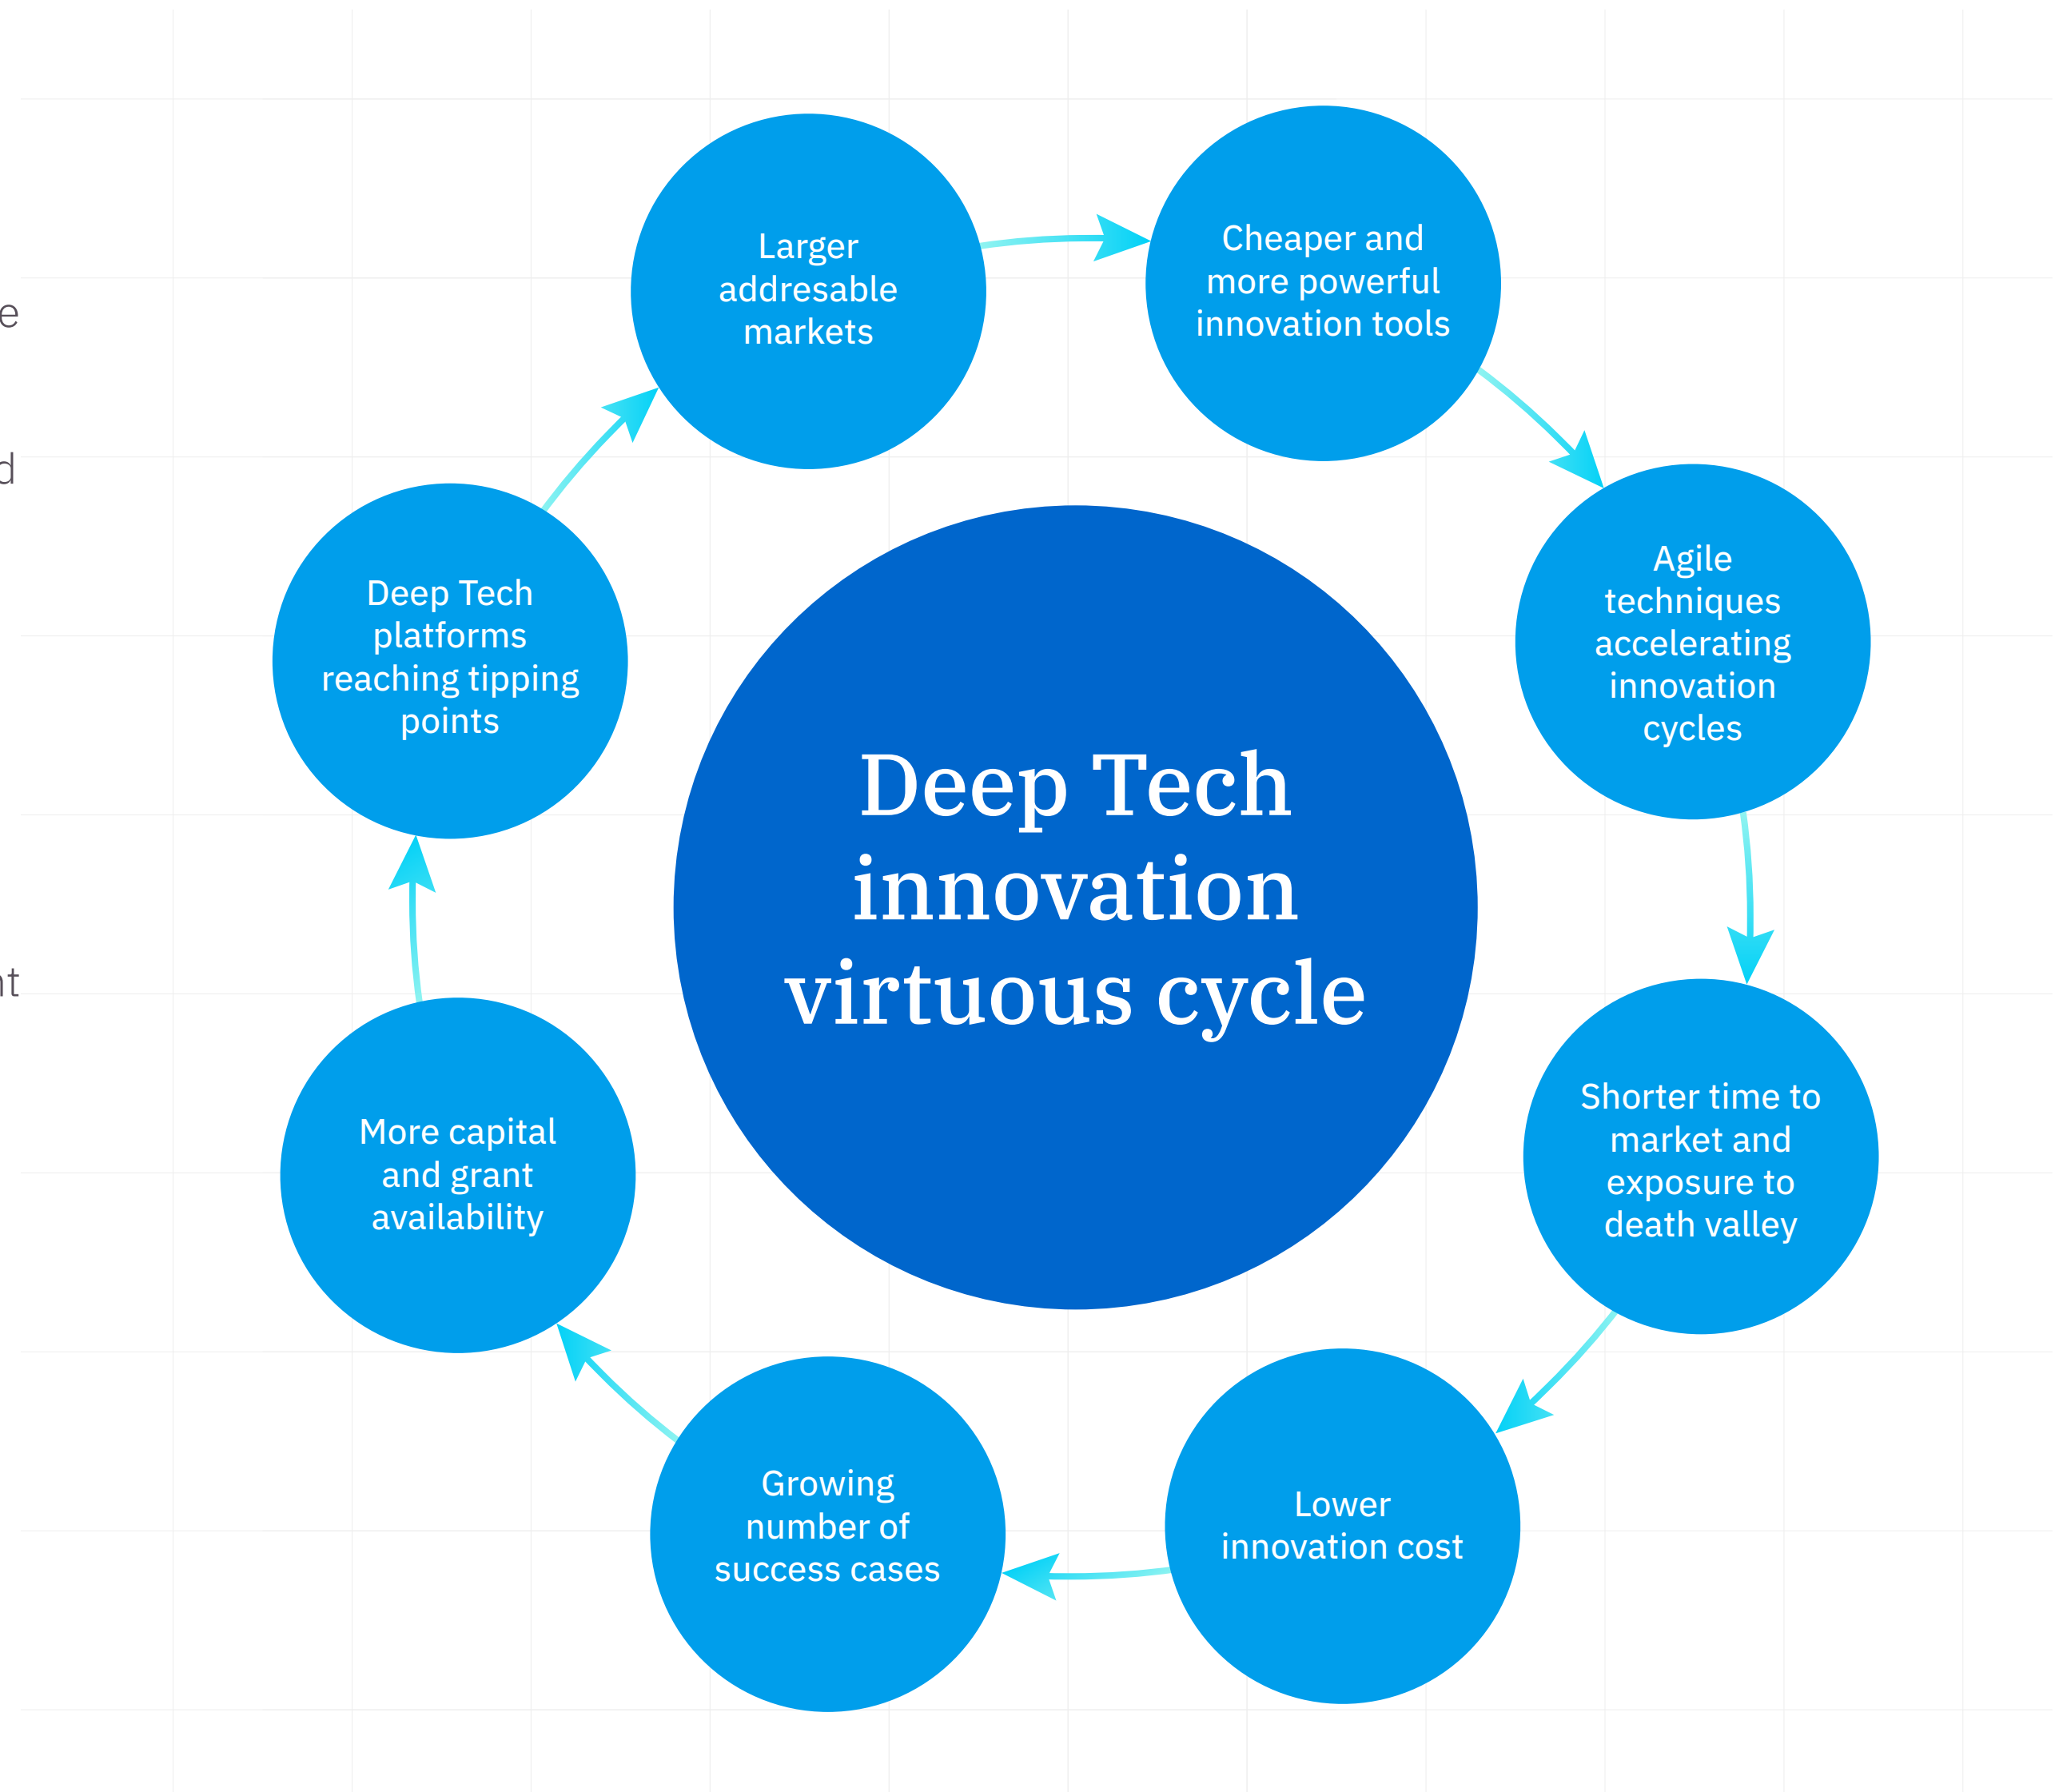 Larger
addresable
markets
Cheaper and
more powerful
innovation tools
Agile
techniques
accelerating
innovation
cycles
Shorter time to
market and
exposure to
death valley
Lower
innovation cost
Growing
number of
success cases
More capital
and grant
availability
Deep Tech
platforms
reaching tipping
points
Deep Tech
innovation
virtuous cycle